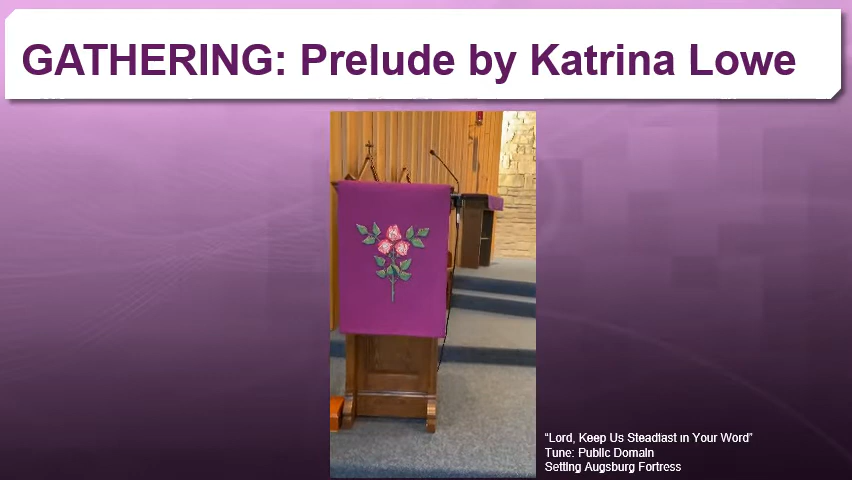 GATHERING: Prelude by Katrina Lowe
“Lord, Keep Us Steadfast in Your Word”
Tune: Public Domain
Setting Augsburg Fortress